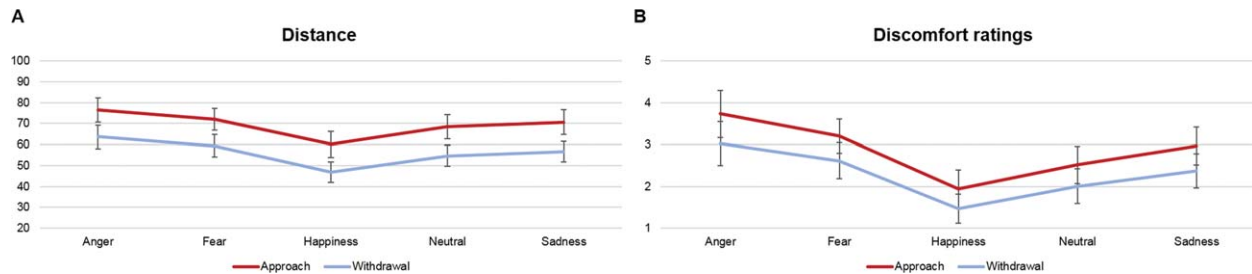 A
Distance
100
90
80
70
60
50
40
30
20
Anger Fear Happiness Neutral Sadness
Approach Withdrawal
B
Discomfort ratings
5
4
3
2
1
Anger Fear Happiness Neutral Sadness
Approach Withdrawal